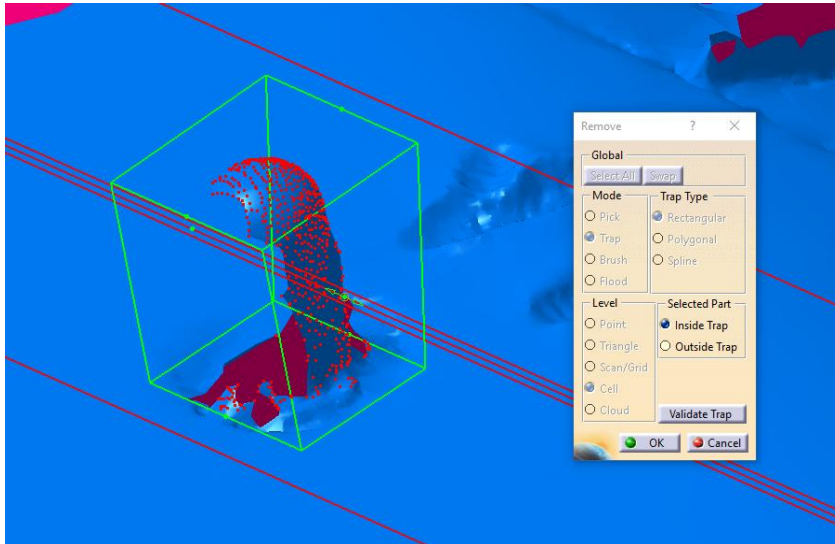 Remove ? ×
Global
Select All Swap
Mode
Pick
Trap
Brush
Flood
Trap Type
Rectangular
Polygonal
Spline
Level
Point
Triangle
Scan/Grid
Cell
Cloud
Selected Part
Inside Trap
Outside Trap
Validate Trap
OK Cancel